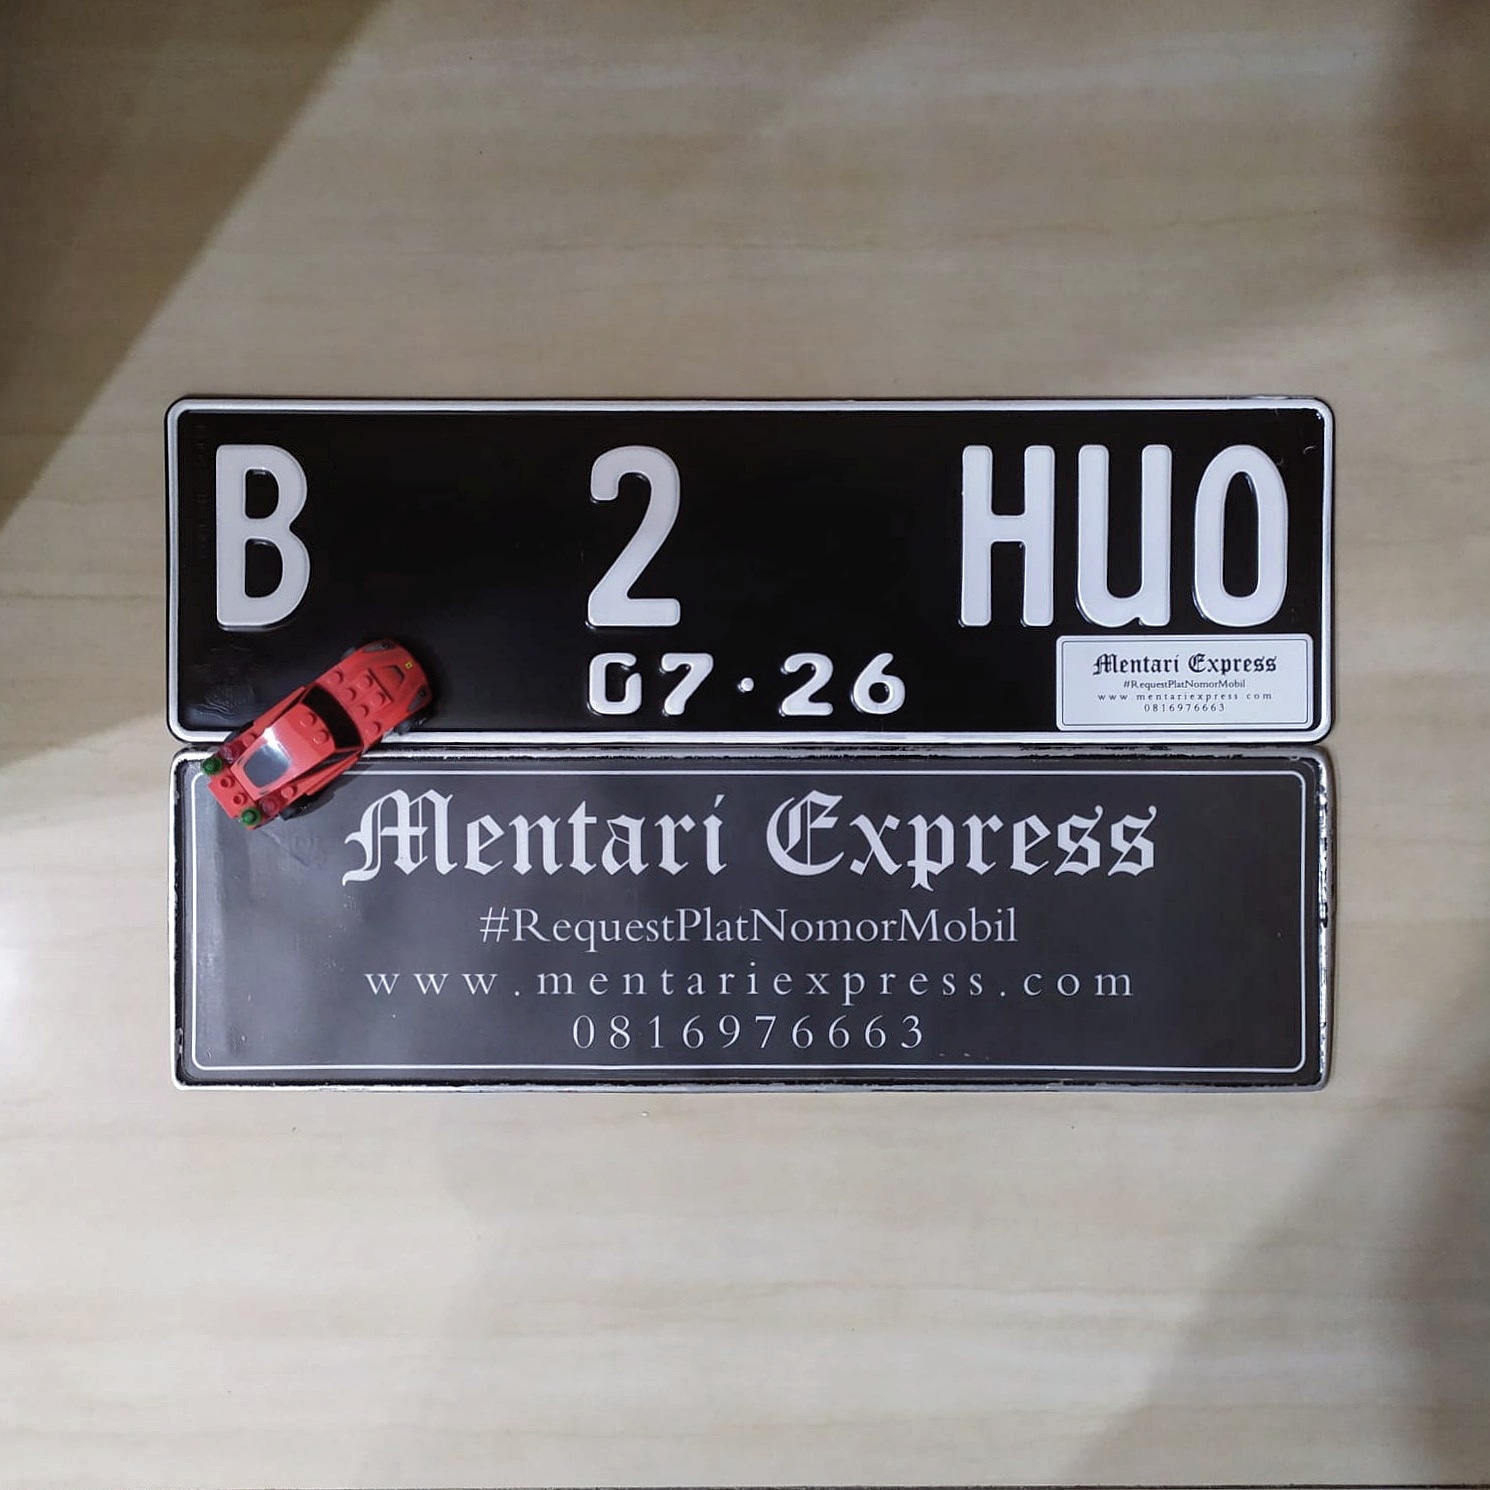 B 2 HUO
07·26
Mentari Express
#RequestPlatNomorMobil
www.mentariexpress.com
0816976663
Mentari Express
#RequestPlatNomorMobil
www.mentariexpress.com
0816976663